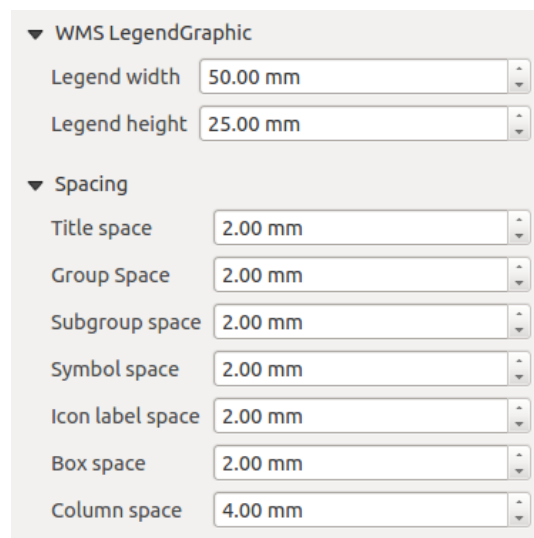 WMS LegendGraphic
Legend width 50.00 mm
Legend height 25.00 mm
Spacing
Title space 2.00 mm
Group Space 2.00 mm
Subgroup space 2.00 mm
Symbol space 2.00 mm
Icon label space 2.00 mm
Box space 2.00 mm
Column space 4.00 mm